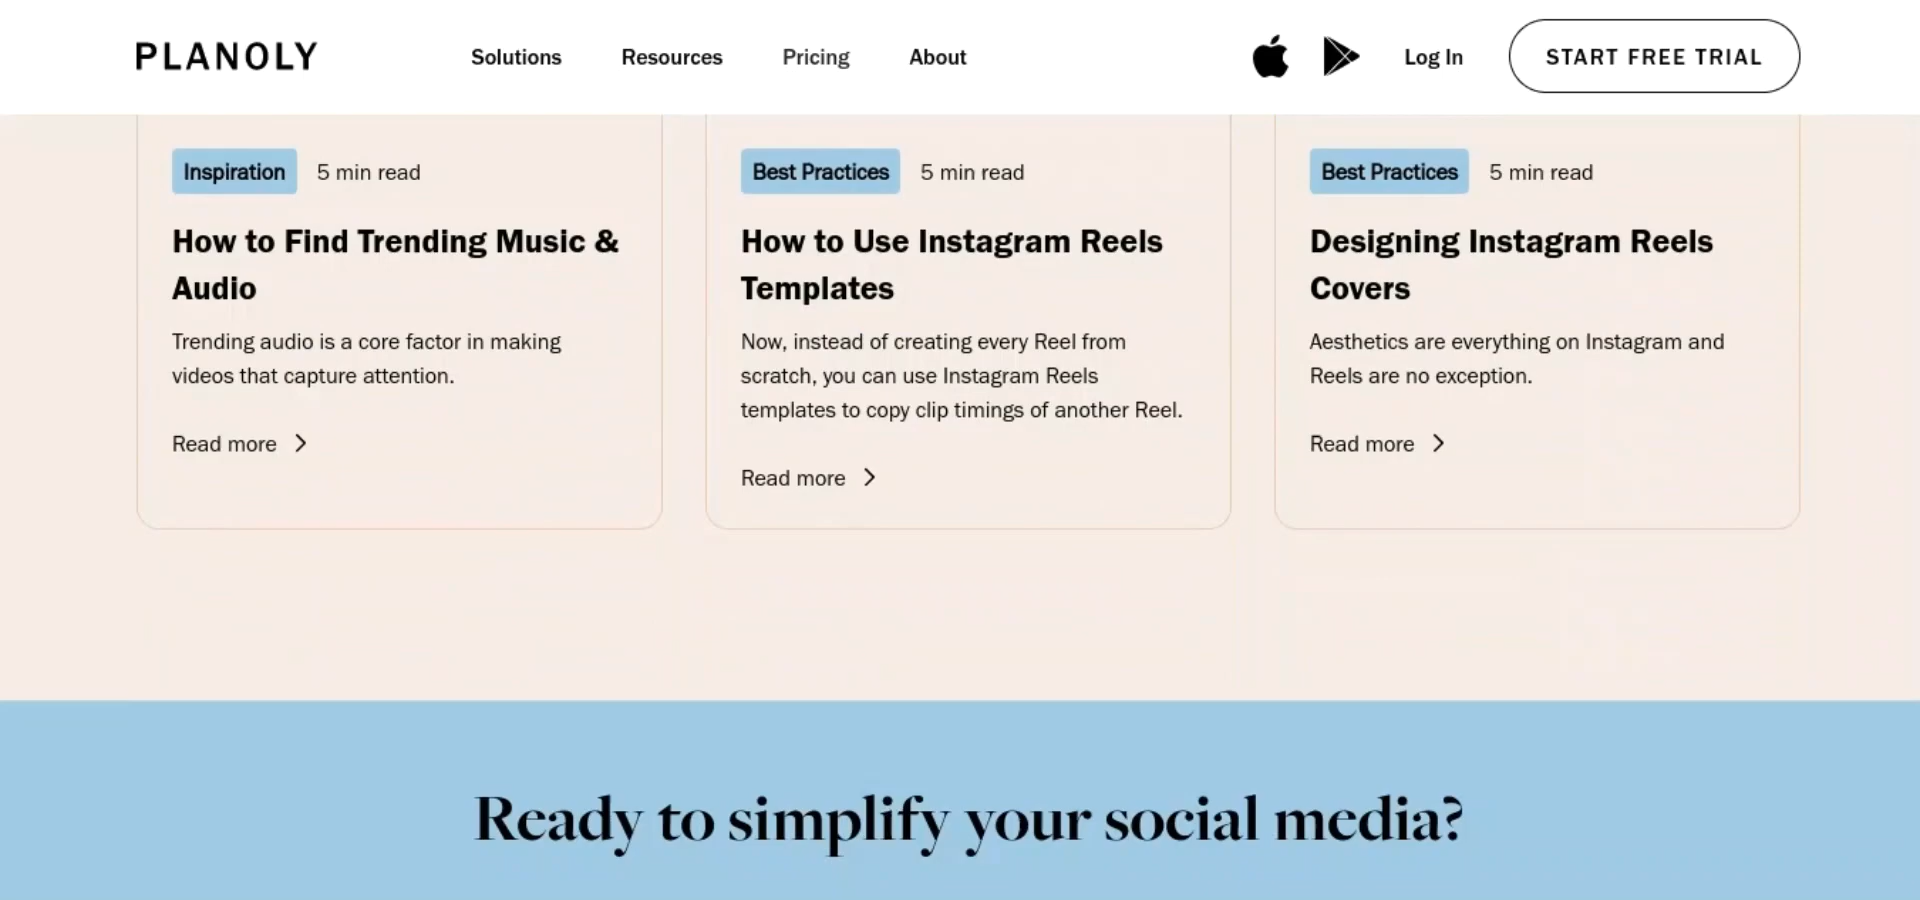 PLANOLY
Solutions
Resources
Pricing
About
Log In
START FREE TRIAL
Inspiration
5 min read
How to Find Trending Music &
Audio
Trending audio is a core factor in making
videos that capture attention.
Read more
Best Practices
5 min read
How to Use Instagram Reels
Templates
Now, instead of creating every Reel from
scratch, you can use Instagram Reels
templates to copy clip timings of another Reel.
Read more
Best Practices
5 min read
Designing Instagram Reels
Covers
Aesthetics are everything on Instagram and
Reels are no exception.
Read more
Ready to simplify your social media?